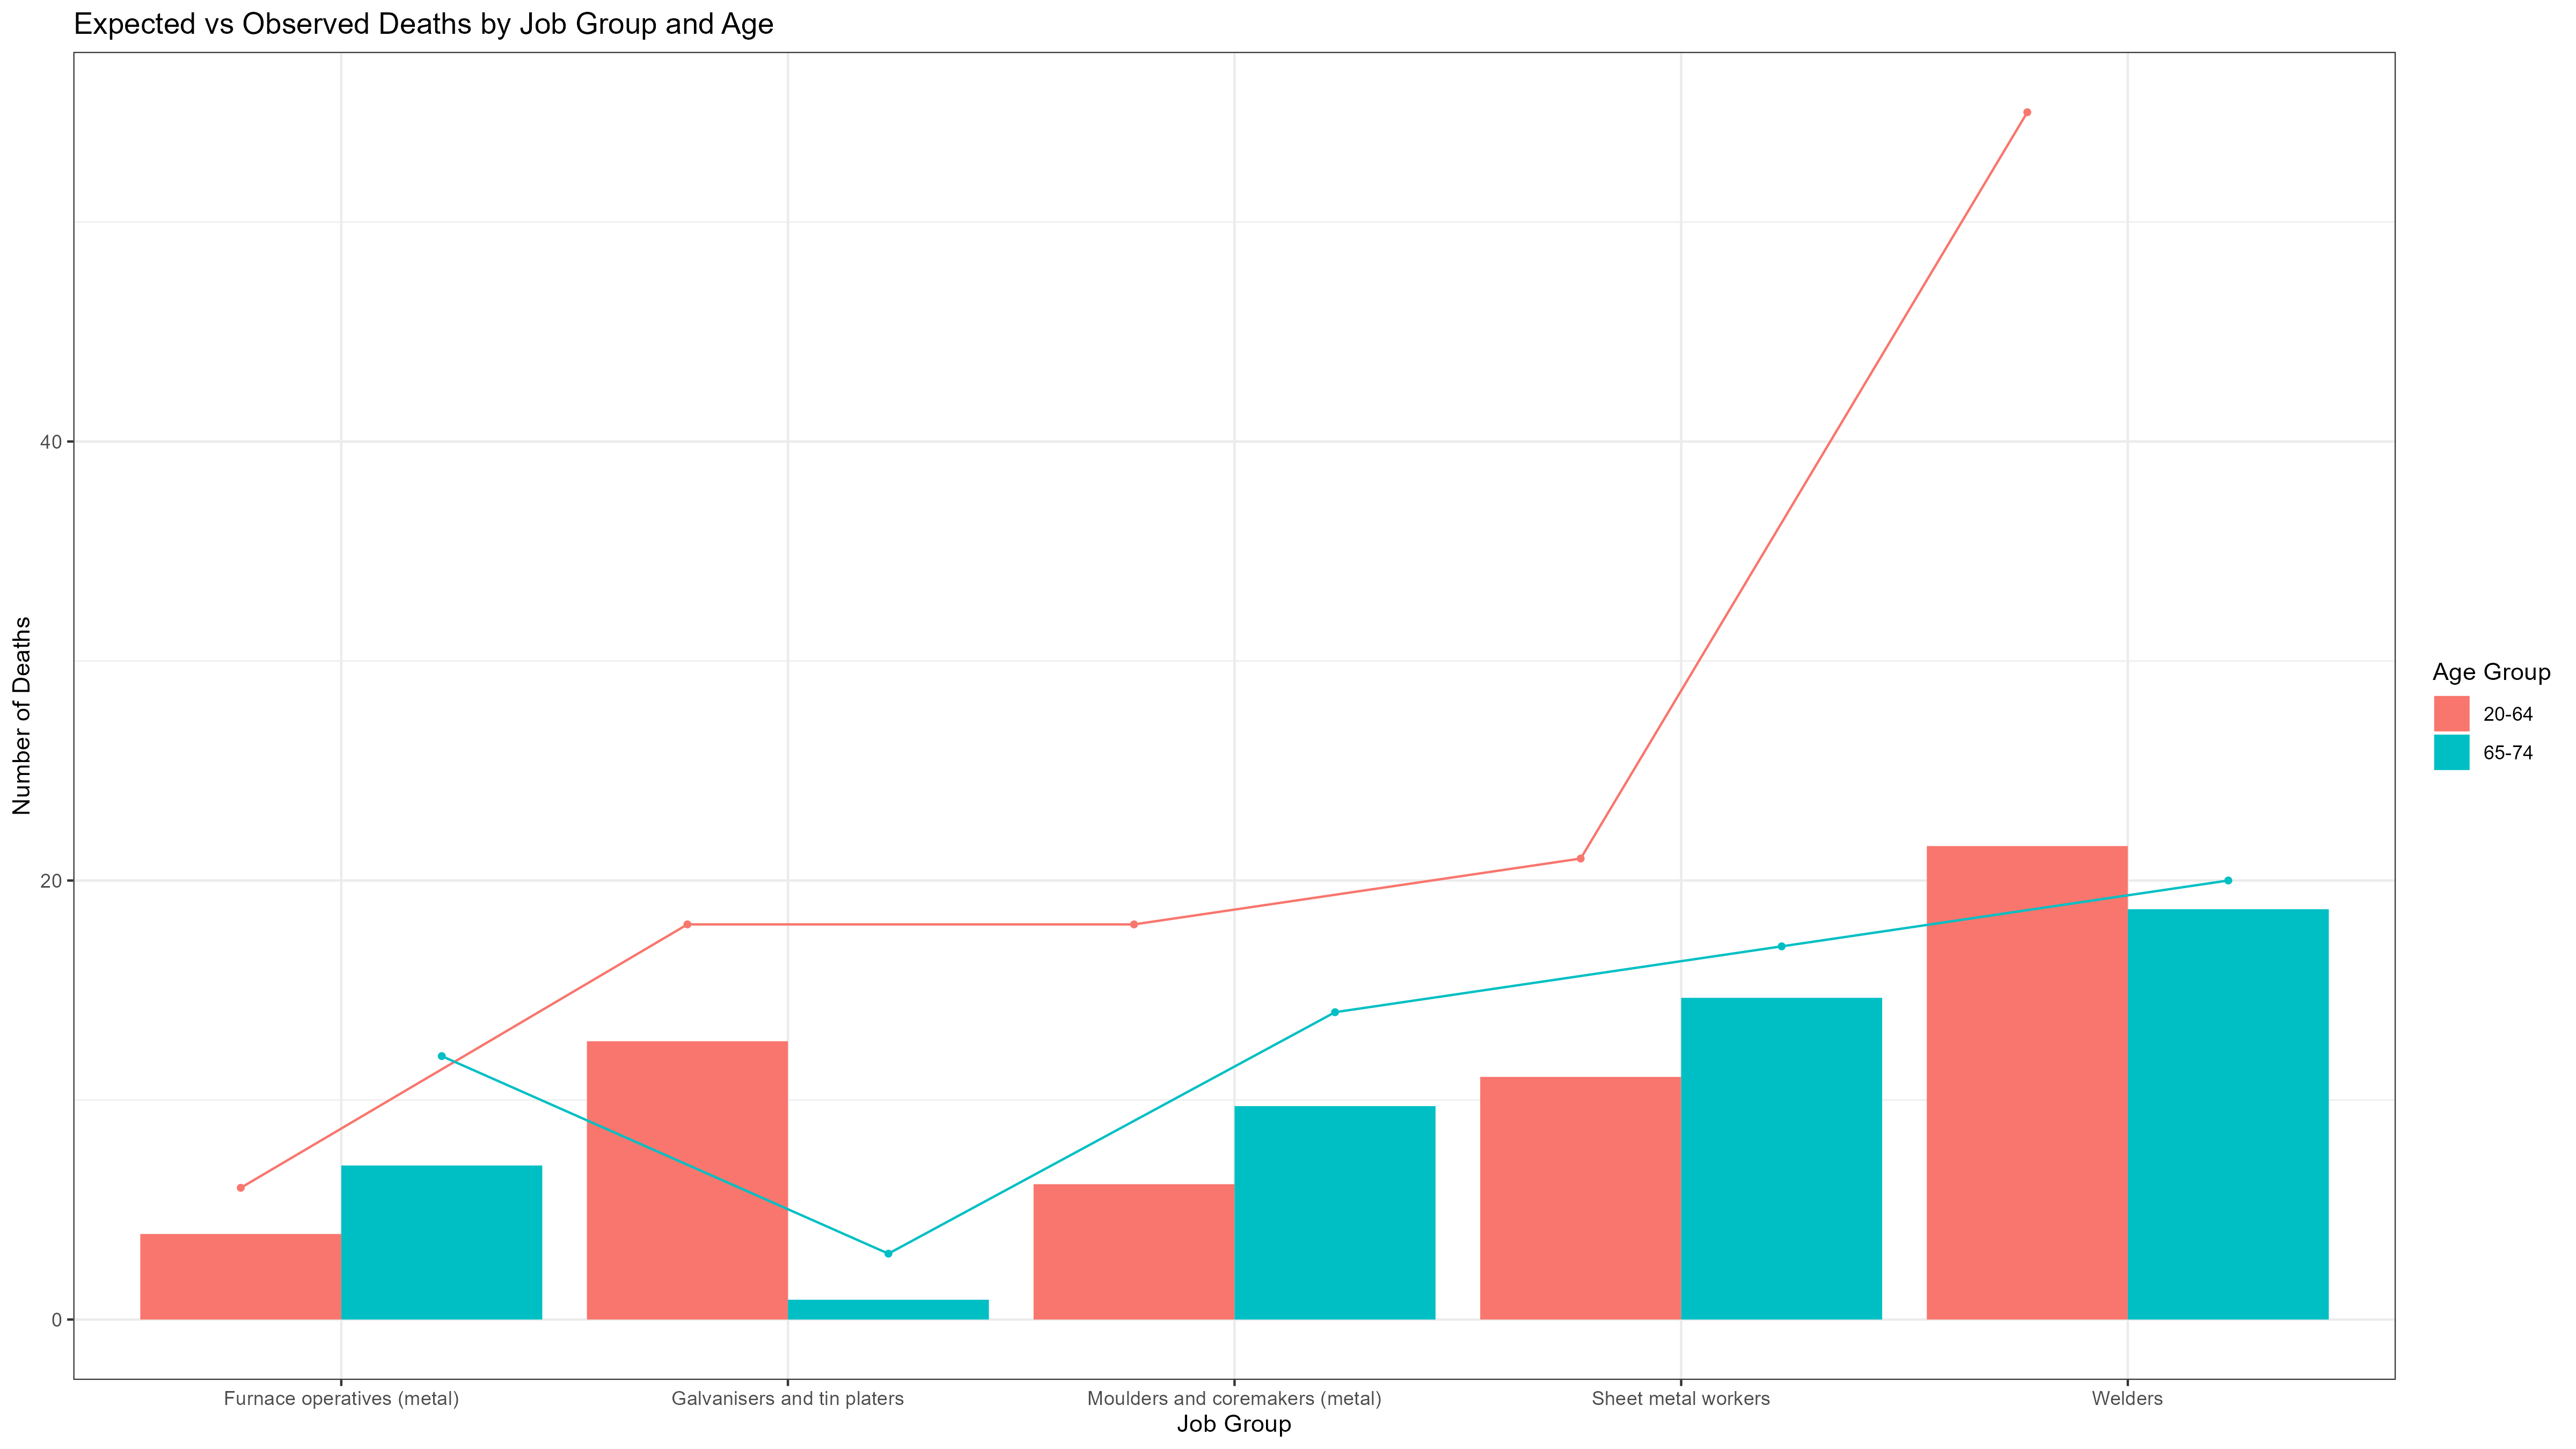 Expected vs Observed Deaths by Job Group and Age
Number of Deaths
40
20
0
Furnace operatives (metal)
Galvanisers and tin platers
Moulders and coremakers (metal)
Sheet metal workers
Welders
Job Group
Age Group
20-64
65-74